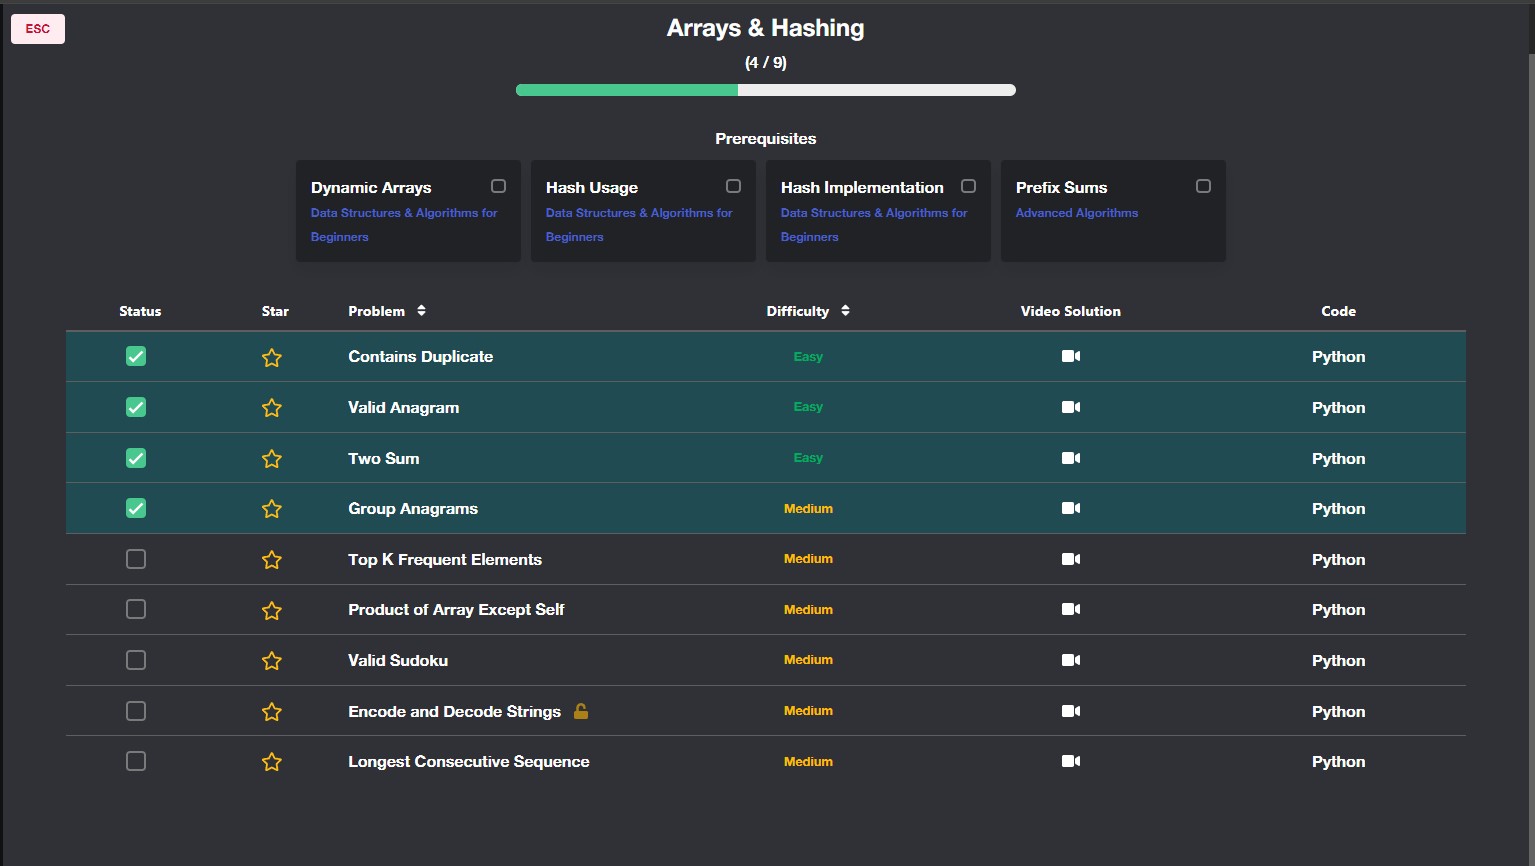 ESC
Arrays & Hashing
(4 / 9)
Prerequisites
Dynamic Arrays
Data Structures & Algorithms for
Beginners
Hash Usage
Data Structures & Algorithms for
Beginners
Hash Implementation
Data Structures & Algorithms for
Beginners
Prefix Sums
Advanced Algorithms
Status Star Problem Difficulty Video Solution Code
Contains Duplicate Easy Python
Valid Anagram Easy Python
Two Sum Easy Python
Group Anagrams Medium Python
Top K Frequent Elements Medium Python
Product of Array Except Self Medium Python
Valid Sudoku Medium Python
Encode and Decode Strings Medium Python
Longest Consecutive Sequence Medium Python